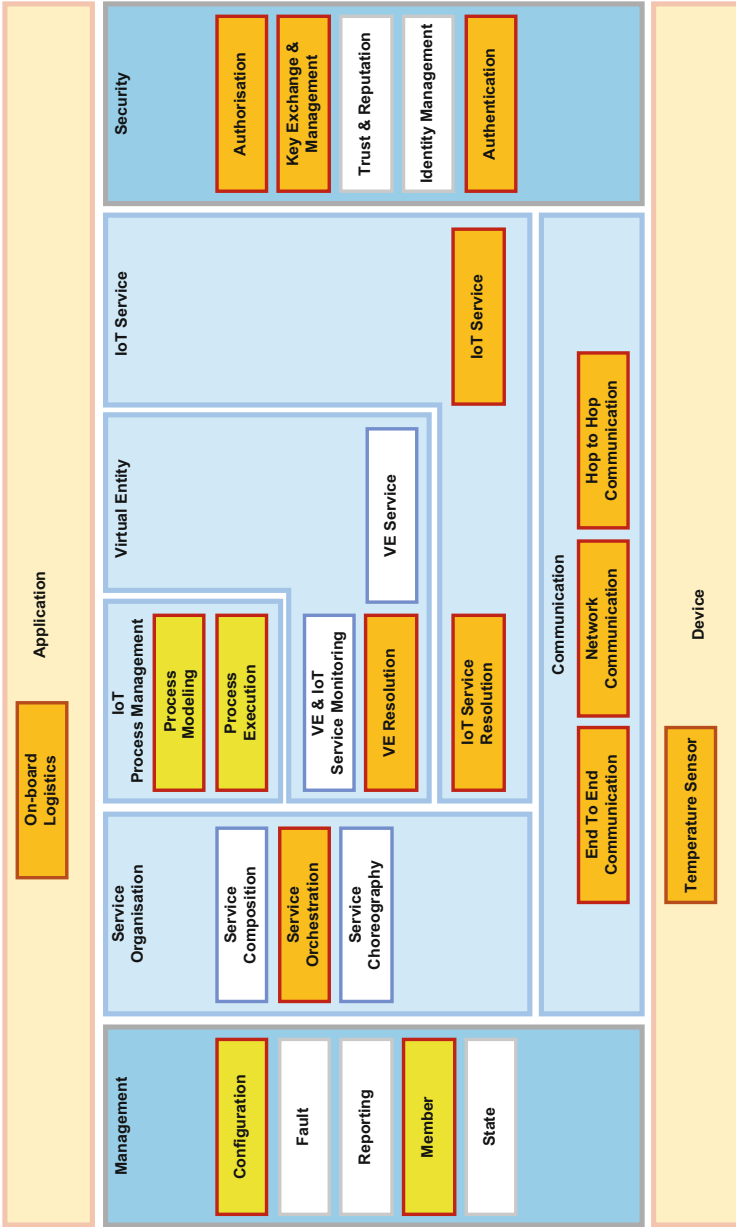 Application
On-board
Logistics
Management
Configuration
Fault
Reporting
Member
State
Service
Organisation
Service
Composition
Service
Orchestration
Service
Choreography
IoT
Process Management
Process
Modeling
Process
Execution
Virtual Entity
VE & IoT
Service Monitoring
VE Resolution
VE Service
IoT Service
IoT Service
Resolution
IoT Service
Communication
End To End
Communication
Network
Communication
Hop to Hop
Communication
Security
Authorisation
Key Exchange &
Management
Trust & Reputation
Identity Management
Authentication
Device
Temperature Sensor